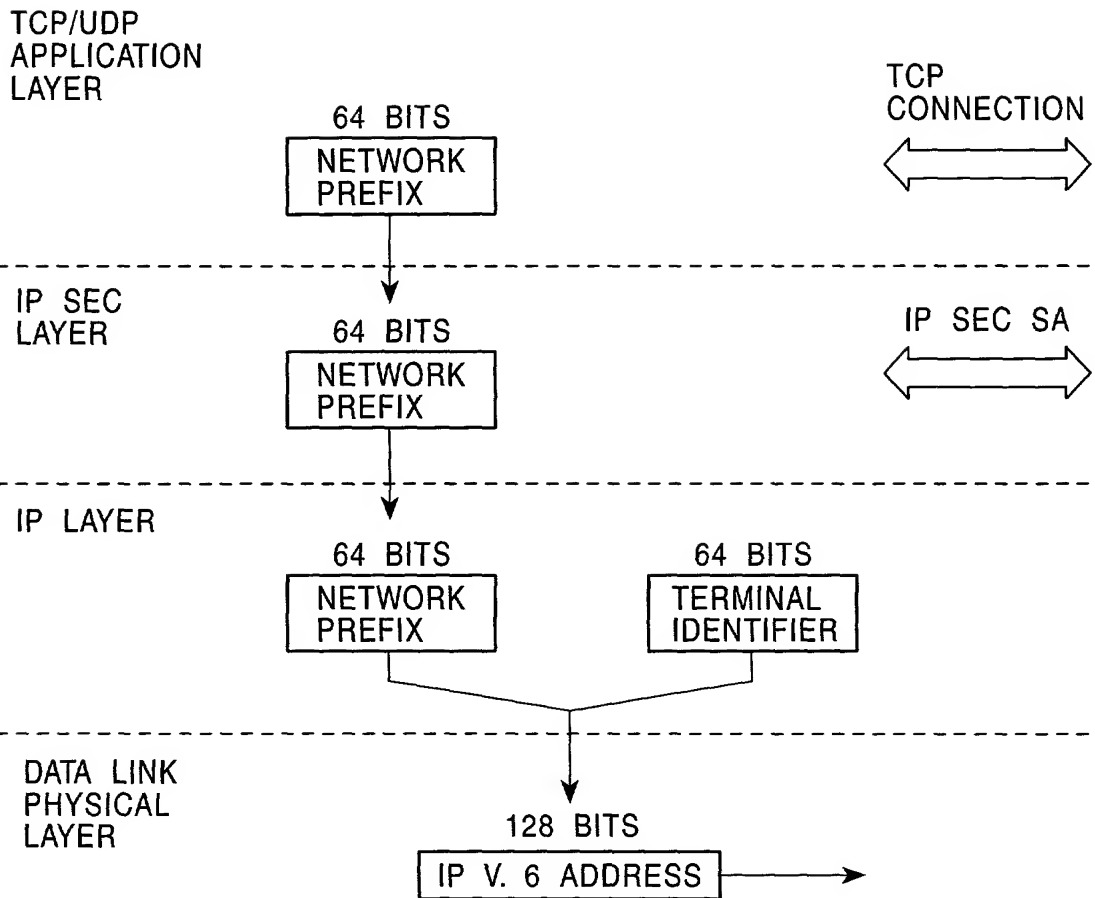 TCP/UDP
APPLICATION
LAYER
TCP
CONNECTION
64 BITS
NETWORK
PREFIX
IP SEC
LAYER
IP SEC SA
64 BITS
NETWORK
PREFIX
IP LAYER
64 BITS
NETWORK
PREFIX
64 BITS
TERMINAL
IDENTIFIER
DATA LINK
PHYSICAL
LAYER
128 BITS
IP V. 6 ADDRESS